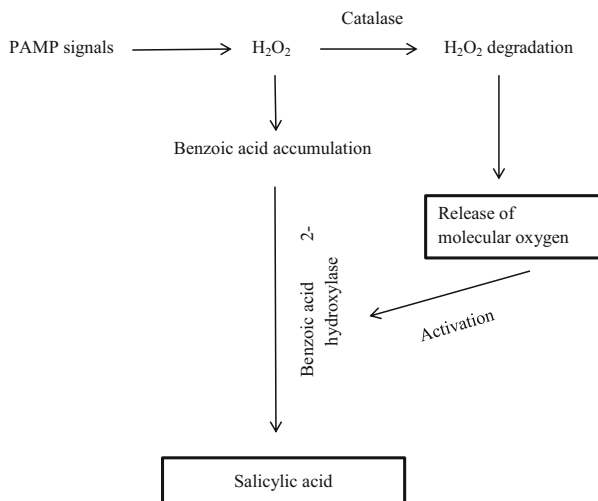 Catalase
PAMP signals
H₂O₂
H₂O₂ degradation
Benzoic acid accumulation
Release of
molecular oxygen
Benzoic acid 2-
hydroxylase
Activation
Salicylic acid